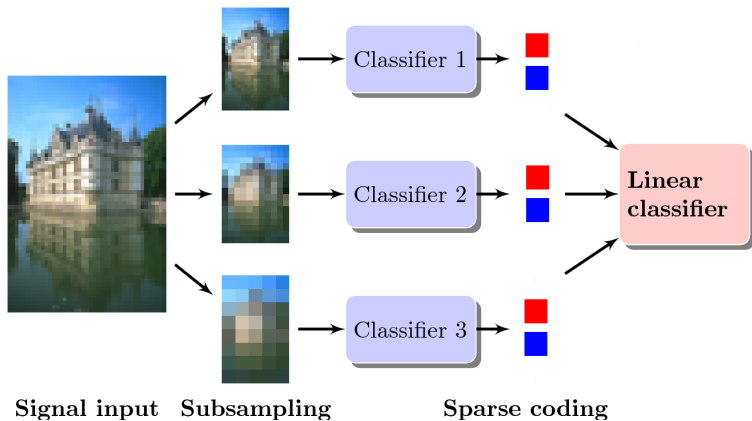 Classifier 1
Classifier 2
Classifier 3
Linear
classifier
Signal input
Subsampling
Sparse coding